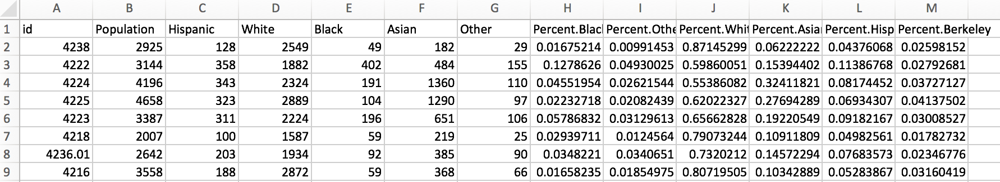 A B C D E F G H I J K L M
1 id Population Hispanic White Black Asian Other Percent.Blac Percent.Othe Percent.Whit Percent.Asia Percent.Hisp Percent.Berkeley
2 4238 2925 128 2549 49 182 29 0.01675214 0.00991453 0.87145299 0.06222222 0.04376068 0.02598152
3 4222 3144 358 1882 402 484 155 0.1278626 0.04930025 0.59860051 0.15394402 0.11386768 0.02792681
4 4224 4196 343 2324 191 1360 110 0.04551954 0.02621544 0.55386082 0.32411821 0.08174452 0.03727127
5 4225 4658 323 2889 104 1290 97 0.02232718 0.02082439 0.62022327 0.27694289 0.06934307 0.04137502
6 4223 3387 311 2224 196 651 106 0.05786832 0.03129613 0.65662828 0.19220549 0.09182167 0.03008527
7 4218 2007 100 1587 59 219 25 0.02939711 0.0124564 0.79073244 0.10911809 0.04982561 0.01782732
8 4236.01 2642 203 1934 92 385 90 0.0348221 0.0340651 0.7320212 0.14572294 0.07683573 0.02346776
9 4216 3558 188 2872 59 368 66 0.01658235 0.01854975 0.80719505 0.10342889 0.05283867 0.03160419